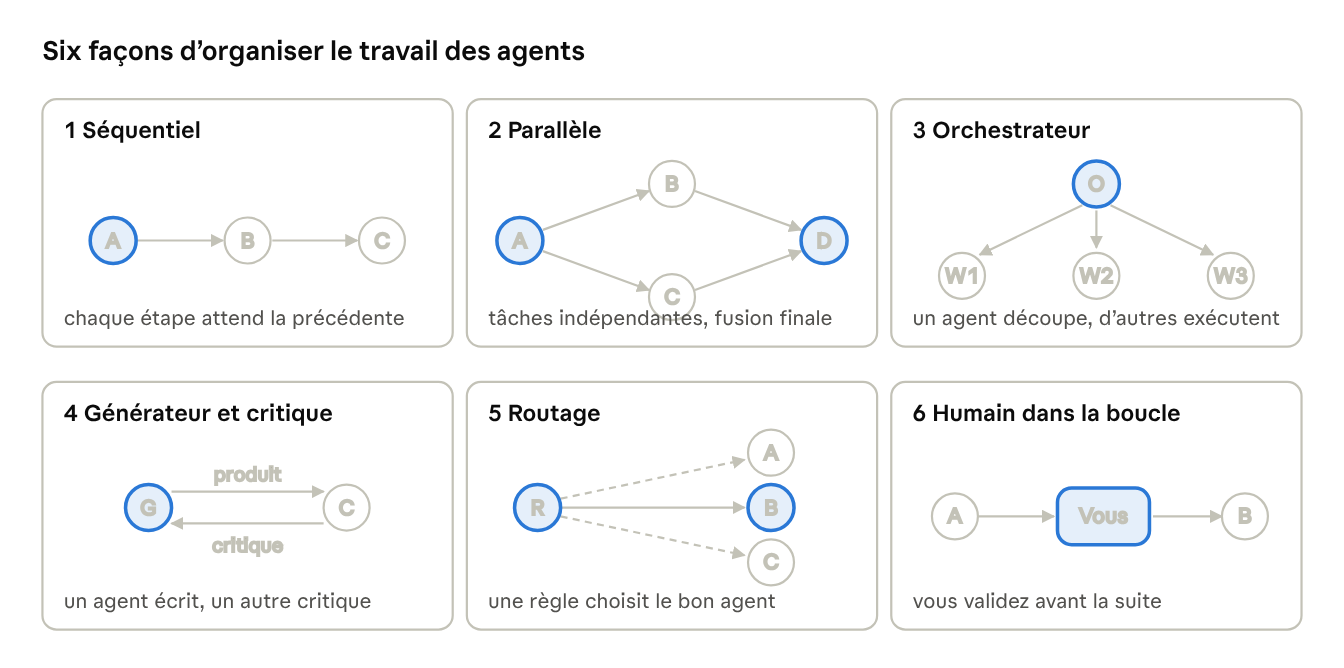 Six façons d’organiser le travail des agents
1 Séquentiel
A
B
C
chaque étape attend la précédente
2 Parallèle
B
A
D
C
tâches indépendantes, fusion finale
3 Orchestrateur
O
W1
W2
W3
un agent découpe, d’autres exécutent
4 Générateur et critique
produit
G
C
critique
un agent écrit, un autre critique
5 Routage
A
R
B
C
une règle choisit le bon agent
6 Humain dans la boucle
A
Vous
B
vous validez avant la suite